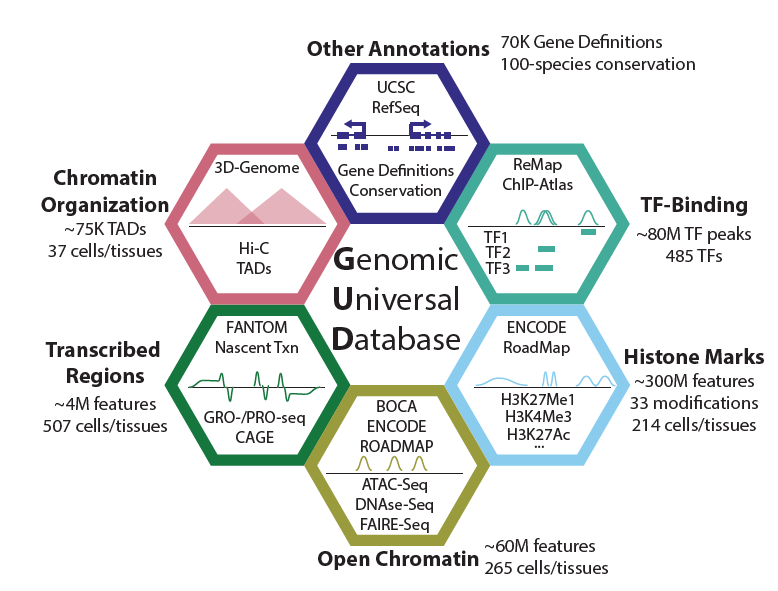 Other Annotations
70K Gene Definitions
100-species conservation
UCSC
RefSeq
Gene Definitions
Conservation
Chromatin
Organization
~75K TADs
37 cells/tissues
3D-Genome
Hi-C
TADs
ReMap
ChIP-Atlas
TF1
TF2
TF3
TF-Binding
~80M TF peaks
485 TFs
Genomic
Universal
Database
Transcribed
Regions
~4M features
507 cells/tissues
FANTOM
Nascent Txn
GRO-/PRO-seq
CAGE
ENCODE
RoadMap
H3K27Me1
H3K4Me3
H3K27Ac
...
Histone Marks
~300M features
33 modifications
214 cells/tissues
BOCA
ENCODE
ROADMAP
ATAC-Seq
DNAse-Seq
FAIRE-Seq
Open Chromatin
~60M features
265 cells/tissues